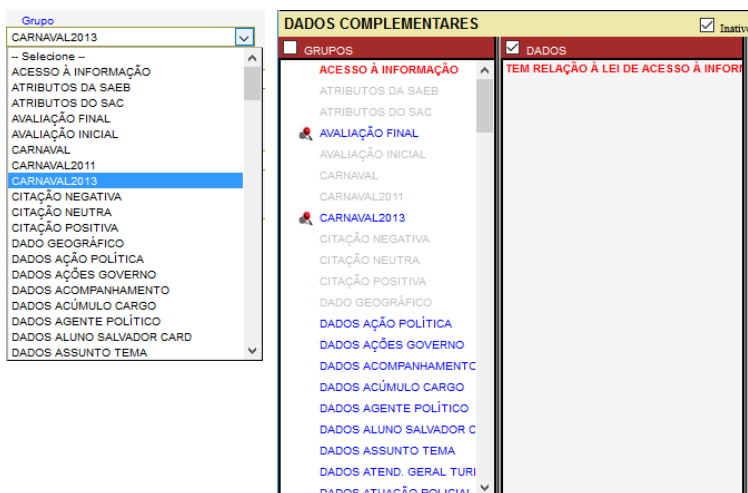 Grupo
CARNAVAL2013
-- Selecione --
ACESSO À INFORMAÇÃO
ATRIBUTOS DA SAEB
ATRIBUTOS DO SAC
AVALIAÇÃO FINAL
AVALIAÇÃO INICIAL
CARNAVAL
CARNAVAL2011
CARNAVAL2013
CITAÇÃO NEGATIVA
CITAÇÃO NEUTRA
CITAÇÃO POSITIVA
DADO GEOGRÁFICO
DADOS AÇÃO POLÍTICA
DADOS AÇÕES GOVERNO
DADOS ACOMPANHAMENTO
DADOS ACÚMULO CARGO
DADOS AGENTE POLÍTICO
DADOS ALUNO SALVADOR CARD
DADOS ASSUNTO TEMA
DADOS COMPLEMENTARES
Inativ
GRUPOS
DADOS
ACESSO À INFORMAÇÃO
TEM RELAÇÃO À LEI DE ACESSO À INFOR
ATRIBUTOS DA SAEB
ATRIBUTOS DO SAC
AVALIAÇÃO FINAL
AVALIAÇÃO INICIAL
CARNAVAL
CARNAVAL2011
CARNAVAL2013
CITAÇÃO NEGATIVA
CITAÇÃO NEUTRA
CITAÇÃO POSITIVA
DADO GEOGRÁFICO
DADOS AÇÃO POLÍTICA
DADOS AÇÕES GOVERNO
DADOS ACOMPANHAMENTO
DADOS ACÚMULO CARGO
DADOS AGENTE POLÍTICO
DADOS ALUNO SALVADOR C
DADOS ASSUNTO TEMA
DADOS ATEND. GERAL TURI
DADOS ATUAÇÃO POLICIAL